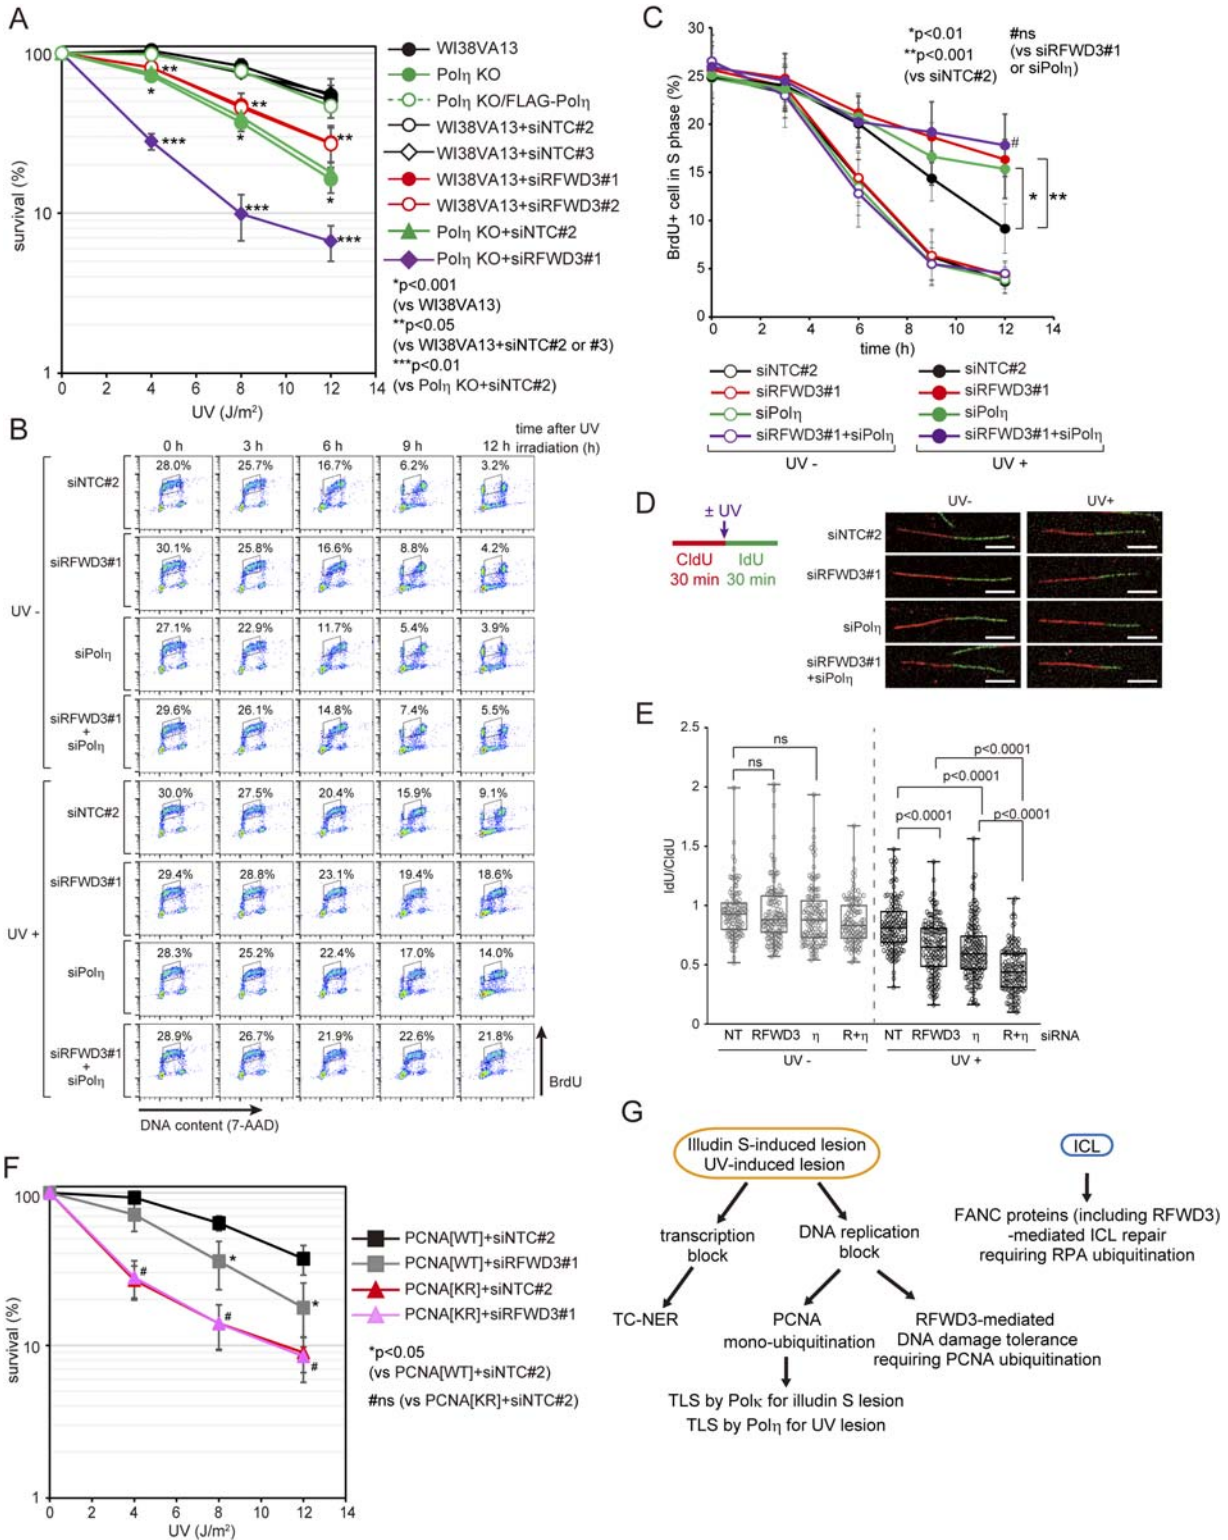 A
100
10
1
survival (%)
0 2 4 6 8 10 12 14
UV (J/m²)
** ** **
* * *
*** *** ***
WI38VA13
Polη KO
Polη KO/FLAG-Polη
WI38VA13+siNTC#2
WI38VA13+siNTC#3
WI38VA13+siRFWD3#1
WI38VA13+siRFWD3#2
Polη KO+siNTC#2
Polη KO+siRFWD3#1
*p<0.001
(vs WI38VA13)
**p<0.05
(vs WI38VA13+siNTC#2 or #3)
***p<0.01
(vs Polη KO+siNTC#2)
B
time after UV
irradiation (h)
0 h 3 h 6 h 9 h 12 h
UV -
siNTC#2
28.0% 25.7% 16.7% 6.2% 3.2%
siRFWD3#1
30.1% 25.8% 16.6% 8.8% 4.2%
siPolη
27.1% 22.9% 11.7% 5.4% 3.9%
siRFWD3#1
+
siPolη
29.6% 26.1% 14.8% 7.4% 5.5%
UV +
siNTC#2
30.0% 27.5% 20.4% 15.9% 9.1%
siRFWD3#1
29.4% 28.8% 23.1% 19.4% 18.6%
siPolη
28.3% 25.2% 22.4% 17.0% 14.0%
siRFWD3#1
+
siPolη
28.9% 26.7% 21.9% 22.6% 21.8%
BrdU
DNA content (7-AAD)
C
30
25
20
15
10
5
0
BrdU+ cell in S phase (%)
0 2 4 6 8 10 12 14
time (h)
*p<0.01
**p<0.001
(vs siNTC#2)
#ns
(vs siRFWD3#1
or siPolη)
#
* **
siNTC#2
siRFWD3#1
siPolη
siRFWD3#1+siPolη
UV -
siNTC#2
siRFWD3#1
siPolη
siRFWD3#1+siPolη
UV +
D
± UV
CldU IdU
30 min 30 min
UV- UV+
siNTC#2
siRFWD3#1
siPolη
siRFWD3#1
+siPolη
E
2.5
2
1.5
1
0.5
0
IdU/CldU
ns
ns
p<0.0001
p<0.0001
p<0.0001
p<0.0001
NT RFWD3 η R+η NT RFWD3 η R+η siRNA
UV - UV +
F
100
10
1
survival (%)
0 2 4 6 8 10 12 14
UV (J/m²)
* *
# # #
PCNA[WT]+siNTC#2
PCNA[WT]+siRFWD3#1
PCNA[KR]+siNTC#2
PCNA[KR]+siRFWD3#1
*p<0.05
(vs PCNA[WT]+siNTC#2)
#ns (vs PCNA[KR]+siNTC#2)
G
Illudin S-induced lesion
UV-induced lesion
transcription
block
DNA replication
block
TC-NER
PCNA
mono-ubiquitination
RFWD3-mediated
DNA damage tolerance
requiring PCNA ubiquitination
TLS by Polκ for illudin S lesion
TLS by Polη for UV lesion
ICL
FANC proteins (including RFWD3)
-mediated ICL repair
requiring RPA ubiquitination